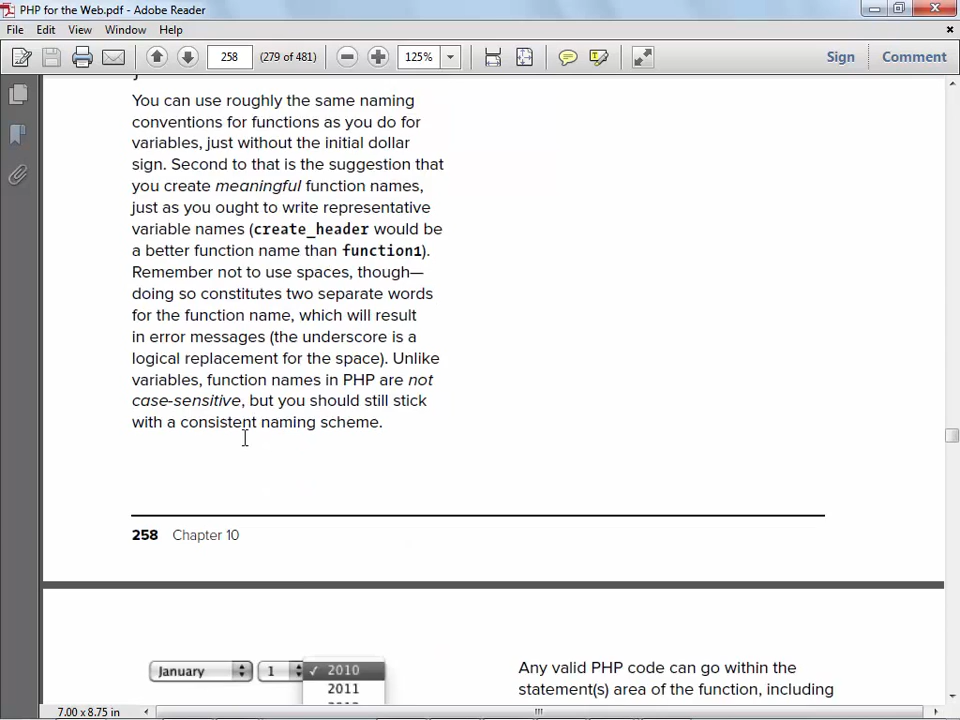 PHP for the Web.pdf - Adobe Reader
File Edit View Window Help
258 (279 of 481) 125% Sign Comment
You can use roughly the same naming
conventions for functions as you do for
variables, just without the initial dollar
sign. Second to that is the suggestion that
you create meaningful function names,
just as you ought to write representative
variable names (create_header would be
a better function name than function1).
Remember not to use spaces, though—
doing so constitutes two separate words
for the function name, which will result
in error messages (the underscore is a
logical replacement for the space). Unlike
variables, function names in PHP are not
case-sensitive, but you should still stick
with a consistent naming scheme.
258 Chapter 10
January 1 ✓ 2010
2011
Any valid PHP code can go within the
statement(s) area of the function, including
7.00 x 8.75 in